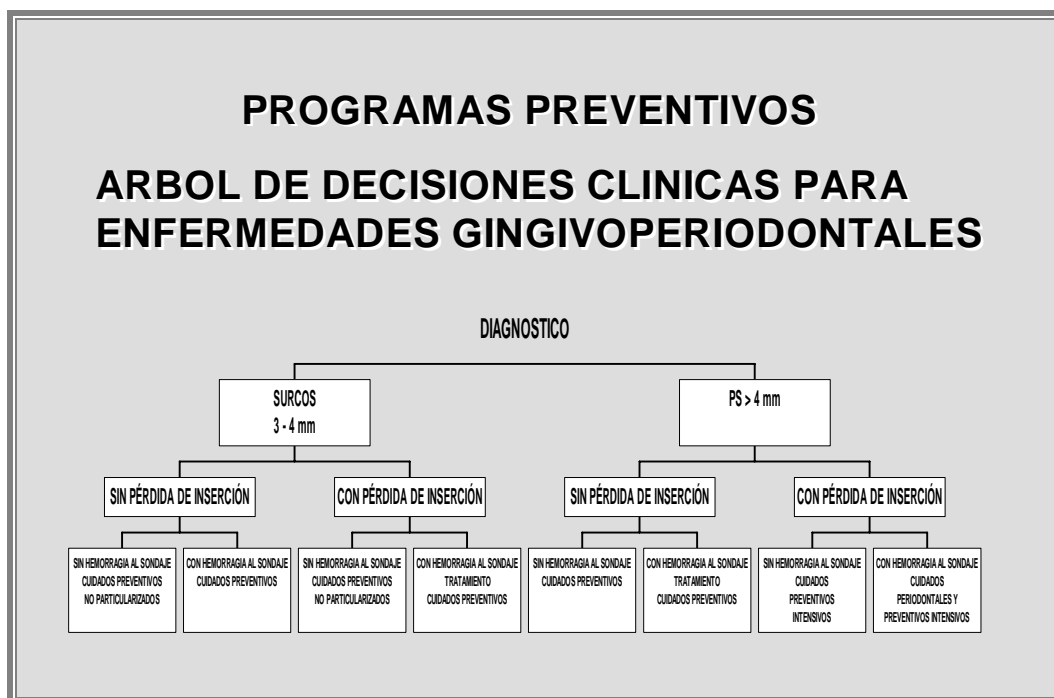 PROGRAMAS PREVENTIVOS
ARBOL DE DECISIONES CLINICAS PARA
ENFERMEDADES GINGIVOPERIODONTALES
DIAGNOSTICO
SURCOS
3 - 4 mm
PS > 4 mm
SIN PÉRDIDA DE INSERCIÓN
CON PÉRDIDA DE INSERCIÓN
SIN PÉRDIDA DE INSERCIÓN
CON PÉRDIDA DE INSERCIÓN
SIN HEMORRAGIA AL SONDAJE
CUIDADOS PREVENTIVOS
NO PARTICULARIZADOS
CON HEMORRAGIA AL SONDAJE
CUIDADOS PREVENTIVOS
SIN HEMORRAGIA AL SONDAJE
CUIDADOS PREVENTIVOS
NO PARTICULARIZADOS
CON HEMORRAGIA AL SONDAJE
TRATAMIENTO
CUIDADOS PREVENTIVOS
SIN HEMORRAGIA AL SONDAJE
CUIDADOS PREVENTIVOS
CON HEMORRAGIA AL SONDAJE
TRATAMIENTO
CUIDADOS PREVENTIVOS
SIN HEMORRAGIA AL SONDAJE
CUIDADOS
PREVENTIVOS
INTENSIVOS
CON HEMORRAGIA AL SONDAJE
CUIDADOS
PERIODONTALES Y
PREVENTIVOS INTENSIVOS